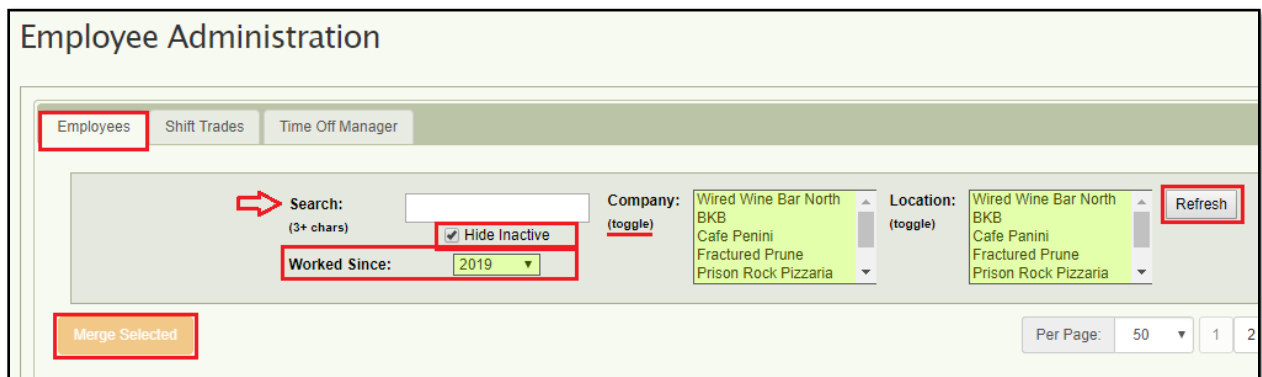 Employee Administration
Employees Shift Trades Time Off Manager
Search:
(3+ chars)
Hide Inactive
Worked Since: 2019
Company:
(toggle)
Wired Wine Bar North
BKB
Cafe Penini
Fractured Prune
Prison Rock Pizzaria
Location:
(toggle)
Wired Wine Bar North
BKB
Cafe Panini
Fractured Prune
Prison Rock Pizzaria
Refresh
Merge Selected
Per Page: 50 1 2